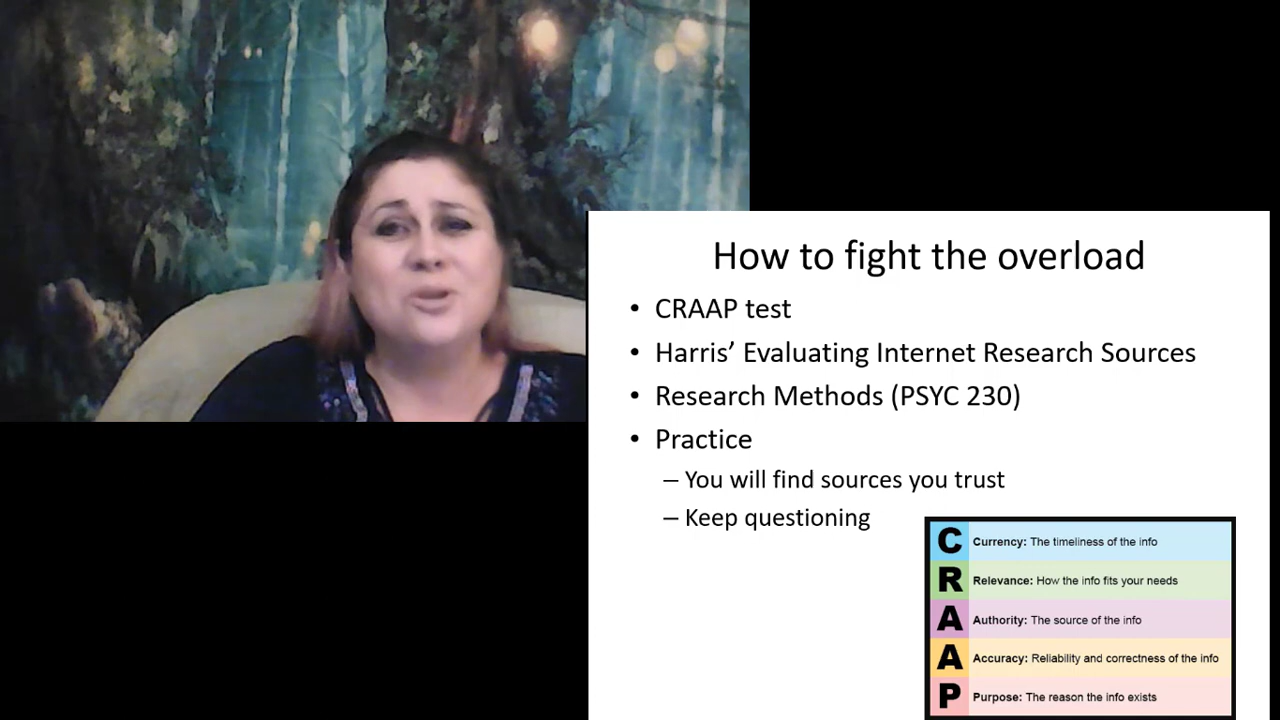 How to fight the overload
• CRAAP test
• Harris’ Evaluating Internet Research Sources
• Research Methods (PSYC 230)
• Practice
– You will find sources you trust
– Keep questioning
C Currency: The timeliness of the info
R Relevance: How the info fits your needs
A Authority: The source of the info
A Accuracy: Reliability and correctness of the info
P Purpose: The reason the info exists